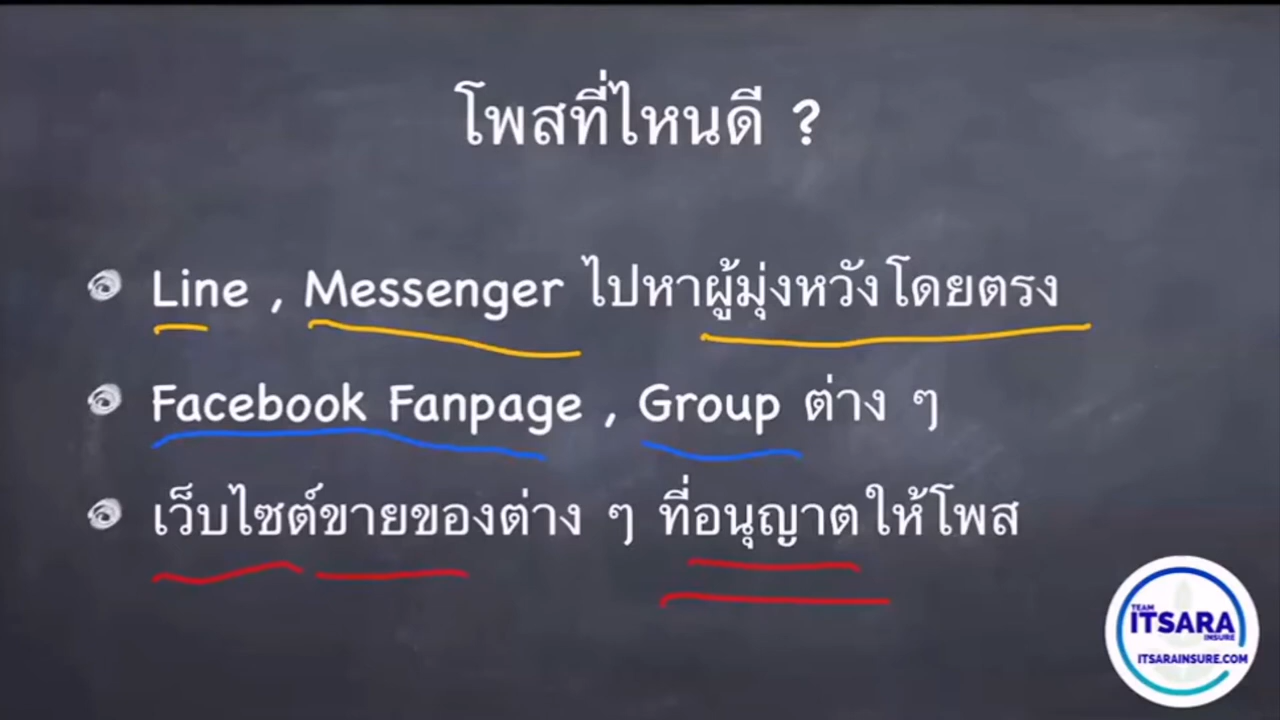 โพสที่ไหนดี ?
Line , Messenger ไปหาผู้มุ่งหวังโดยตรง
Facebook Fanpage , Group ต่าง ๆ
เว็บไซต์ขายของต่าง ๆ ที่อนุญาตให้โพส
TEAM
ITSARA
INSURE
ITSARAINSURE.COM